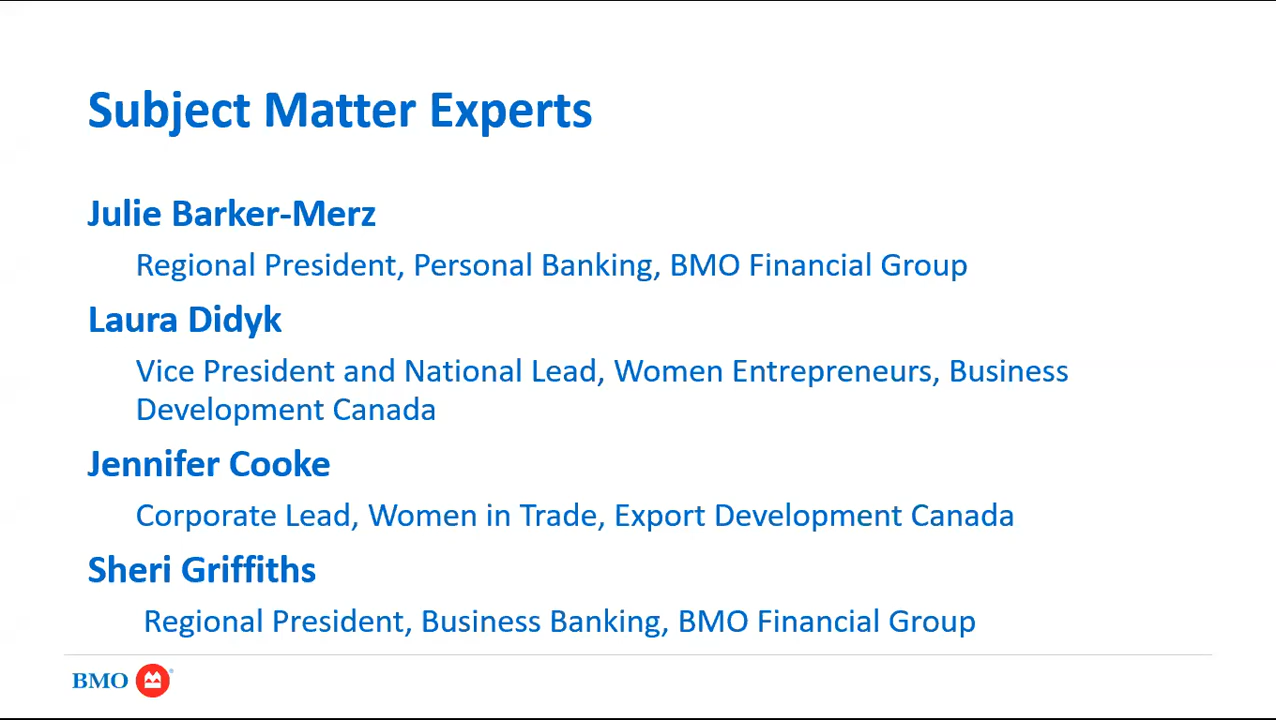 Subject Matter Experts
Julie Barker-Merz
Regional President, Personal Banking, BMO Financial Group
Laura Didyk
Vice President and National Lead, Women Entrepreneurs, Business
Development Canada
Jennifer Cooke
Corporate Lead, Women in Trade, Export Development Canada
Sheri Griffiths
Regional President, Business Banking, BMO Financial Group
BMO ®